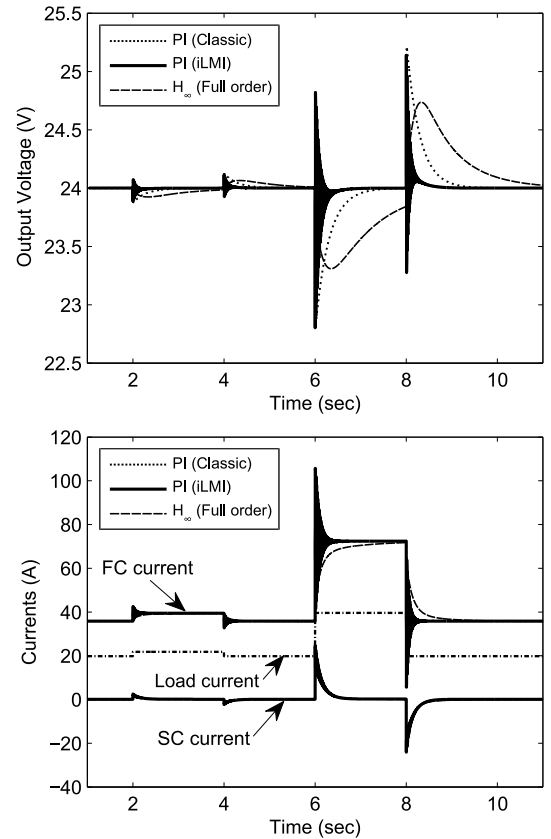 PI (Classic)
PI (iLMI)
H∞ (Full order)
25.5
25
24.5
24
23.5
23
22.5
Output Voltage (V)
2 4 6 8 10
Time (sec)
PI (Classic)
PI (iLMI)
H∞ (Full order)
120
100
80
60
40
20
0
−20
−40
Currents (A)
FC current
Load current
SC current
2 4 6 8 10
Time (sec)